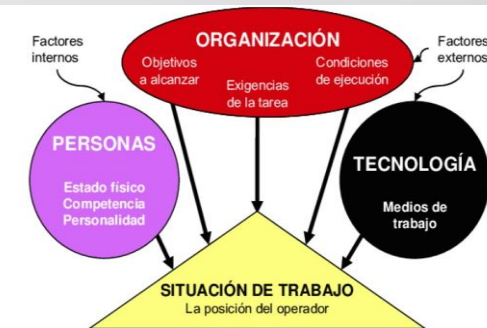 Factores
internos
ORGANIZACIÓN
Objetivos
a alcanzar
Exigencias
de la tarea
Condiciones
de ejecución
Factores
externos
PERSONAS
Estado físico
Competencia
Personalidad
TECNOLOGÍA
Medios de
trabajo
SITUACIÓN DE TRABAJO
La posición del operador